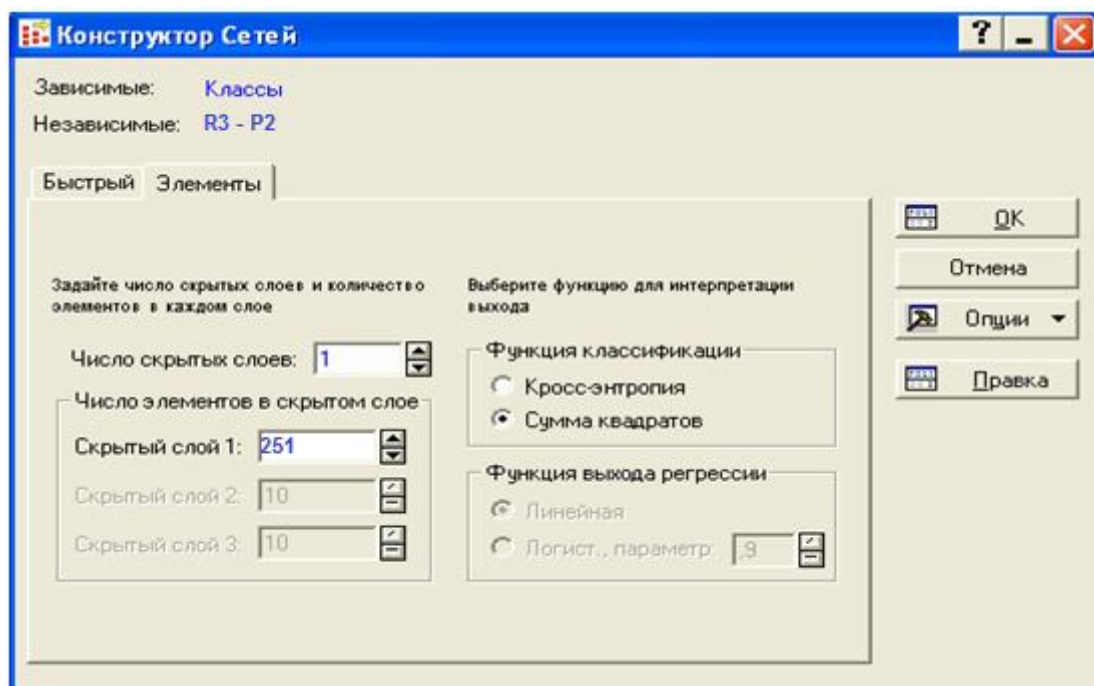 Конструктор Сетей
Зависимые: Классы
Независимые: R3 - P2
Быстрый Элементы
Задайте число скрытых слоев и количество
элементов в каждом слое
Число скрытых слоев: 1
Число элементов в скрытом слое
Скрытый слой 1: 251
Скрытый слой 2: 10
Скрытый слой 3: 10
Выберите функцию для интерпретации
выхода
Функция классификации
Кросс-энтропия
Сумма квадратов
Функция выхода регрессии
Линейная
Логист., параметр: ,9
OK
Отмена
Опции
Правка